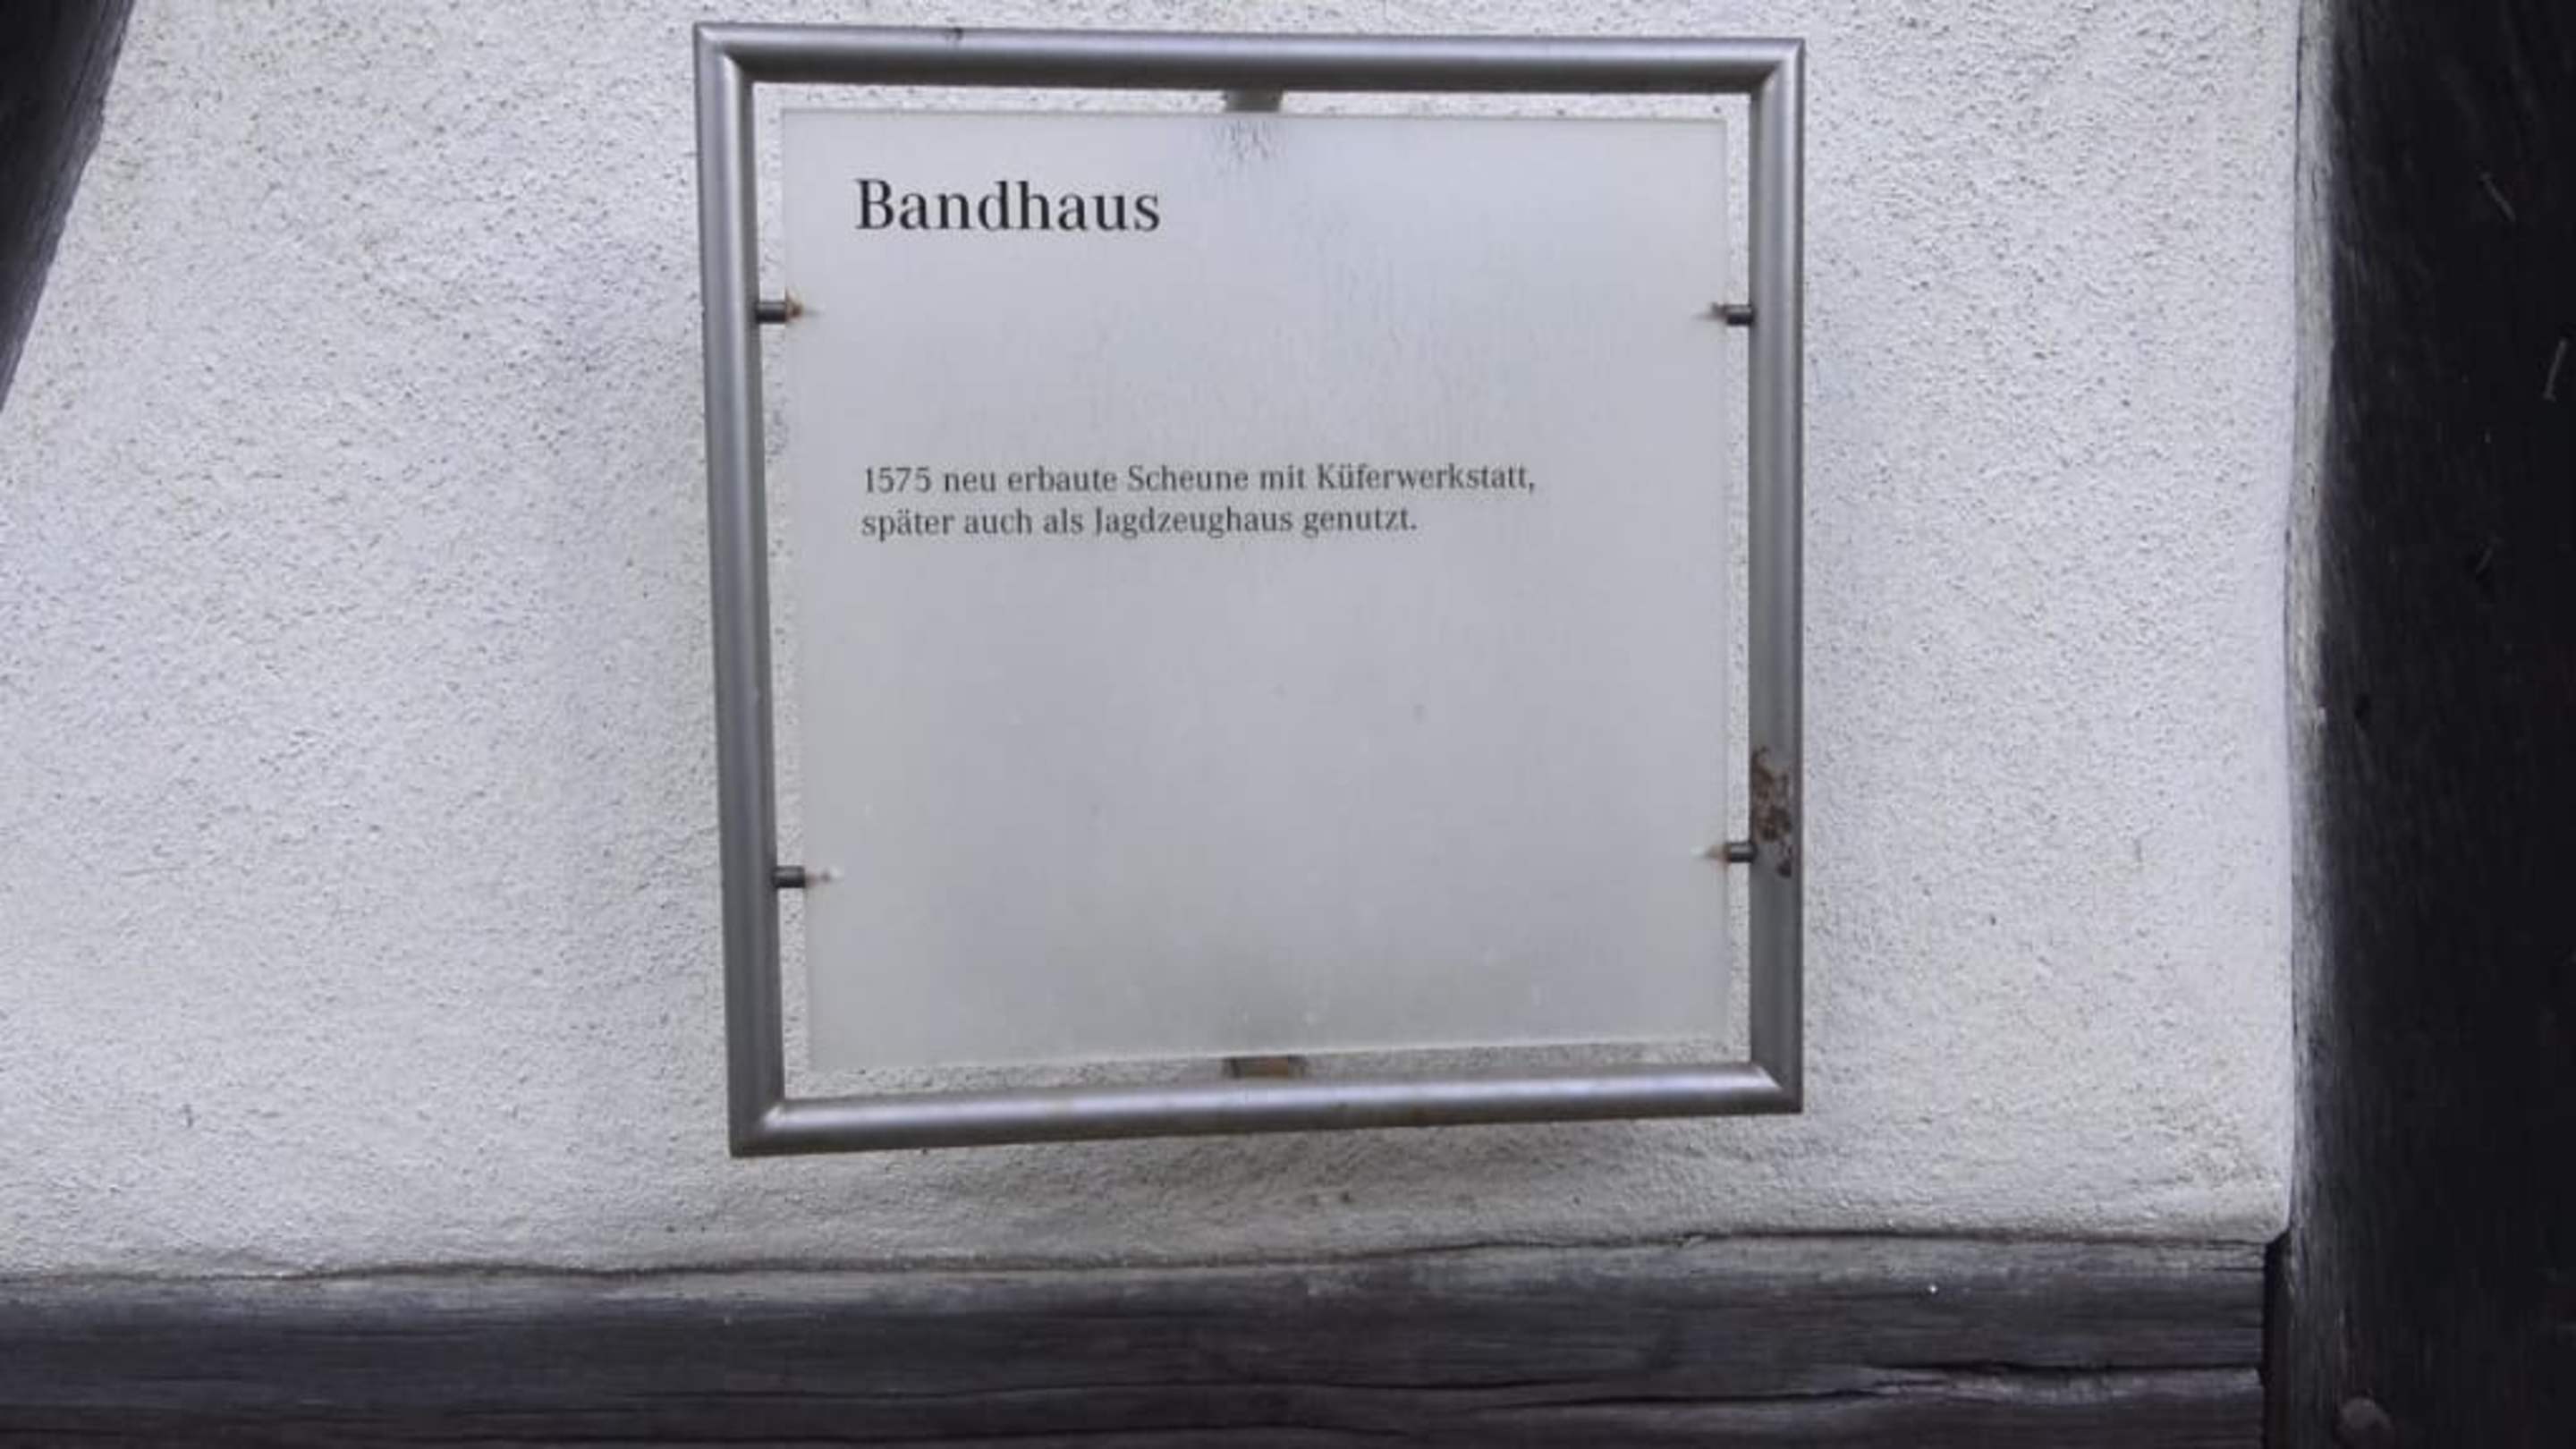 Bandhaus
1575 neu erbaute Scheune mit Küferwerkstatt,
später auch als Jagdzeughaus genutzt.